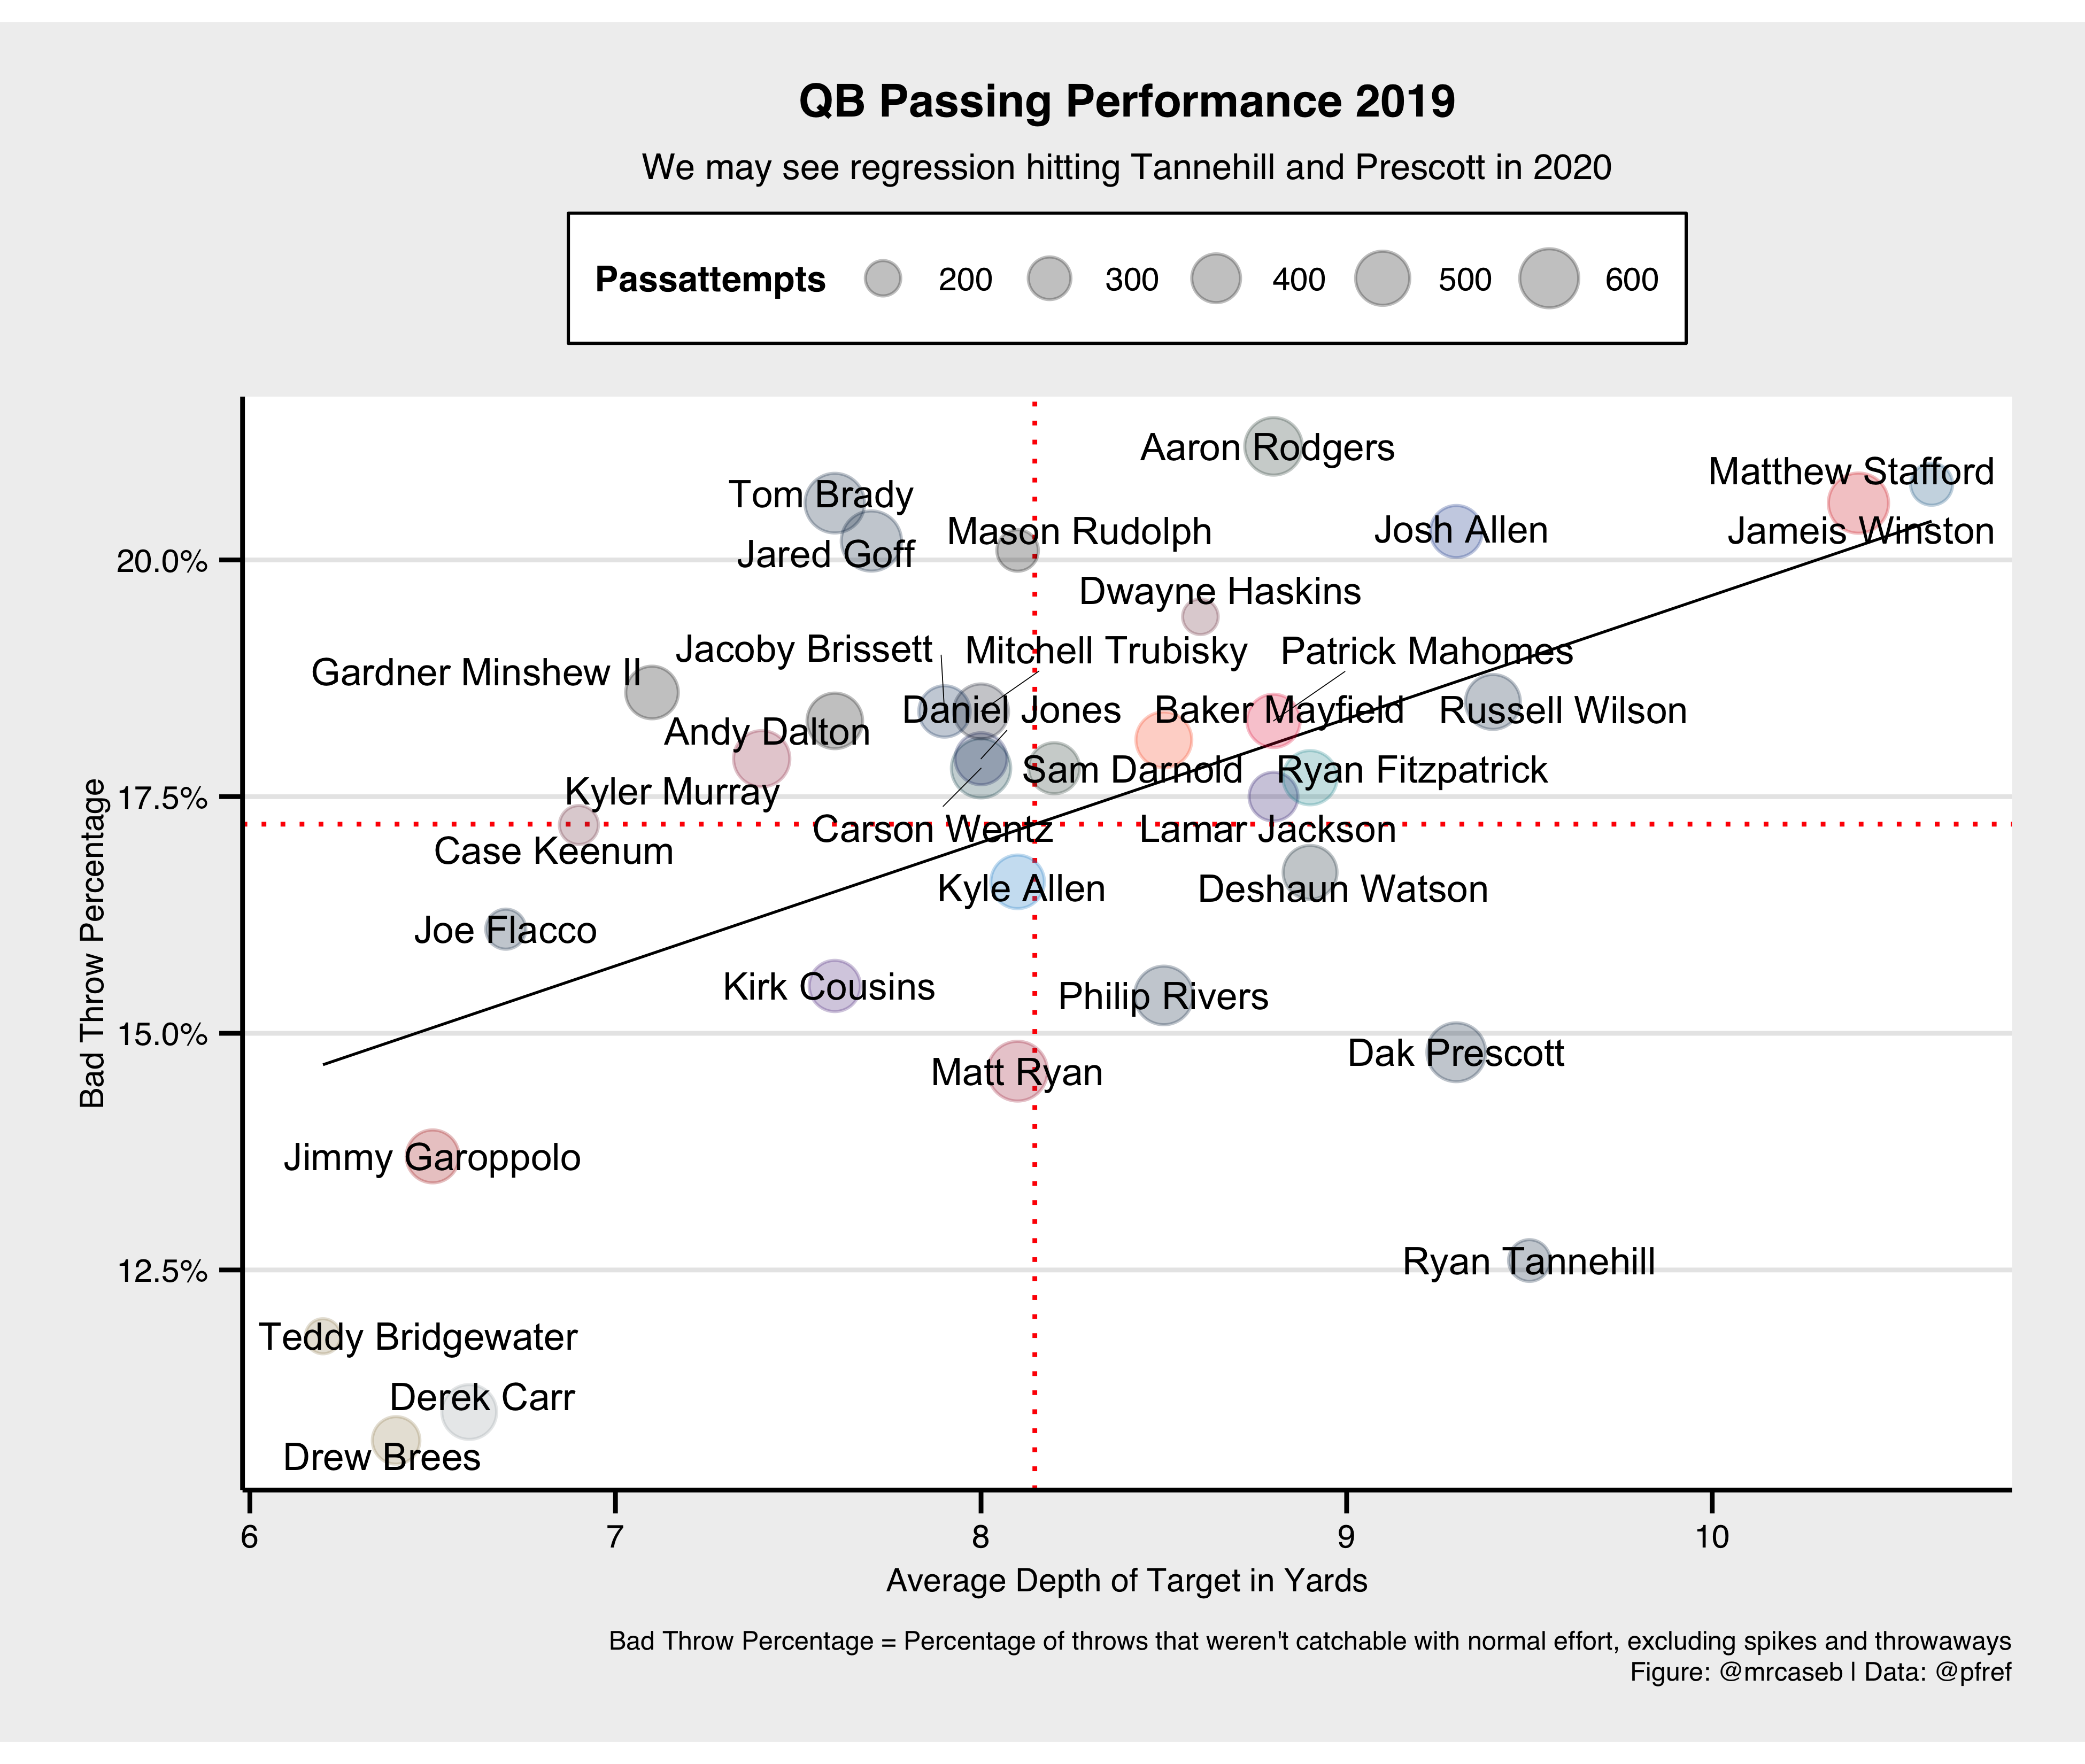 QB Passing Performance 2019
We may see regression hitting Tannehill and Prescott in 2020
Passattempts 200 300 400 500 600
Aaron Rodgers
Matthew Stafford
Tom Brady
Mason Rudolph
Josh Allen
Jameis Winston
Jared Goff
20.0%
Dwayne Haskins
Jacoby Brissett
Mitchell Trubisky
Patrick Mahomes
Gardner Minshew II
Daniel Jones
Baker Mayfield
Russell Wilson
Andy Dalton
Sam Darnold
Ryan Fitzpatrick
Kyler Murray
17.5%
Carson Wentz
Lamar Jackson
Case Keenum
Kyle Allen
Deshaun Watson
Joe Flacco
Bad Throw Percentage
Kirk Cousins
Philip Rivers
15.0%
Dak Prescott
Matt Ryan
Jimmy Garoppolo
Ryan Tannehill
12.5%
Teddy Bridgewater
Derek Carr
Drew Brees
6 7 8 9 10
Average Depth of Target in Yards
Bad Throw Percentage = Percentage of throws that weren't catchable with normal effort, excluding spikes and throwaways
Figure: @mrcaseb | Data: @pfref